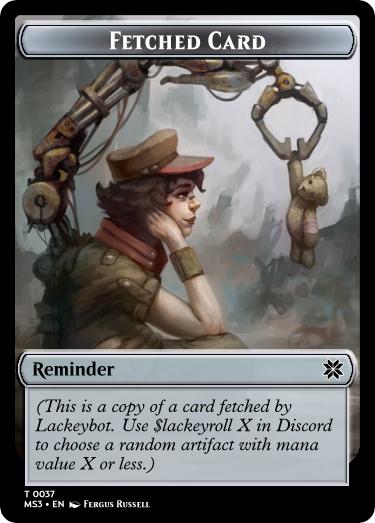 Fetched Card
Reminder
(This is a copy of a card fetched by
Lackeybot. Use $lackeyroll X in Discord
to choose a random artifact with mana
value X or less.)
T 0037
MS3 • EN Fergus Russell